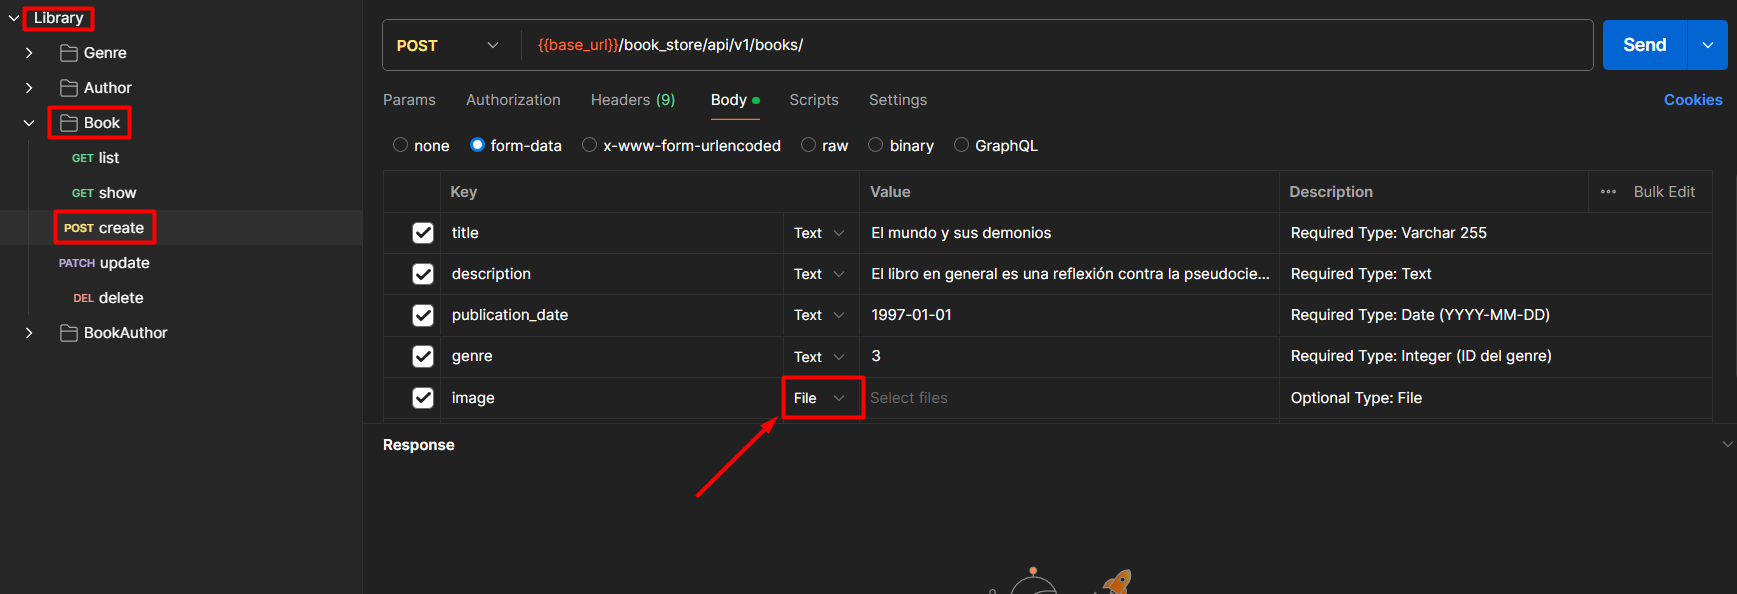 Library
Genre
Author
Book
GET list
GET show
POST create
PATCH update
DEL delete
BookAuthor
POST {{base_url}}/book_store/api/v1/books/ Send
Params Authorization Headers (9) Body Scripts Settings Cookies
none form-data x-www-form-urlencoded raw binary GraphQL
Key Value Description ••• Bulk Edit
title Text El mundo y sus demonios Required Type: Varchar 255
description Text El libro en general es una reflexión contra la pseudocie... Required Type: Text
publication_date Text 1997-01-01 Required Type: Date (YYYY-MM-DD)
genre Text 3 Required Type: Integer (ID del genre)
image File Select files Optional Type: File
Response